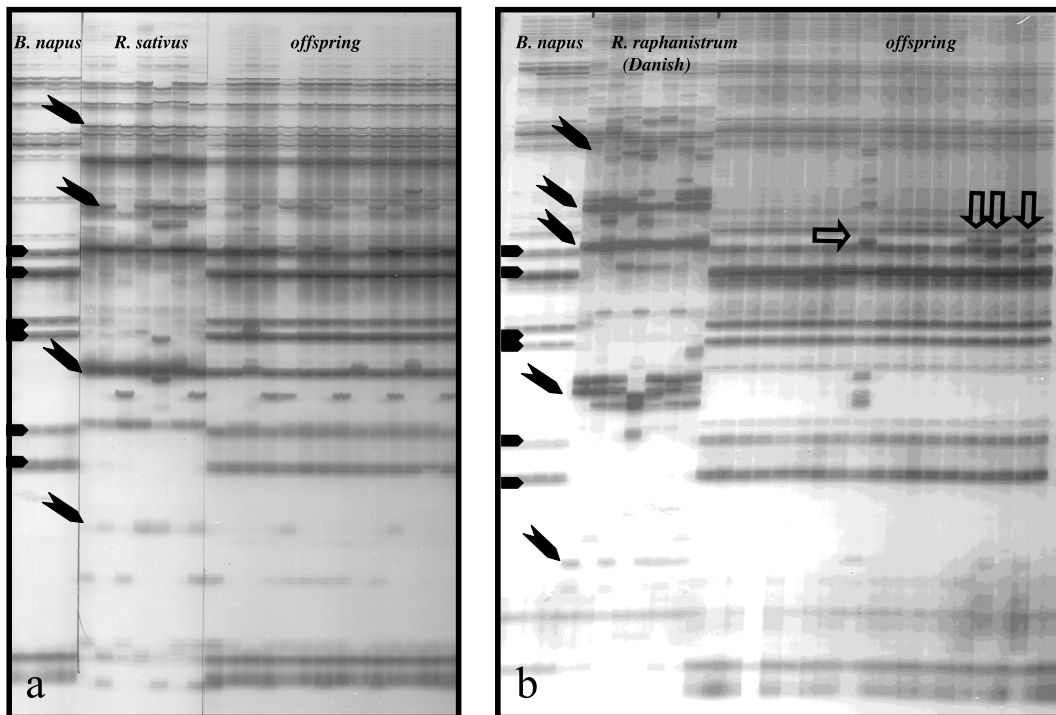 B. napus R. sativus offspring
a
B. napus R. raphanistrum offspring
(Danish)
b